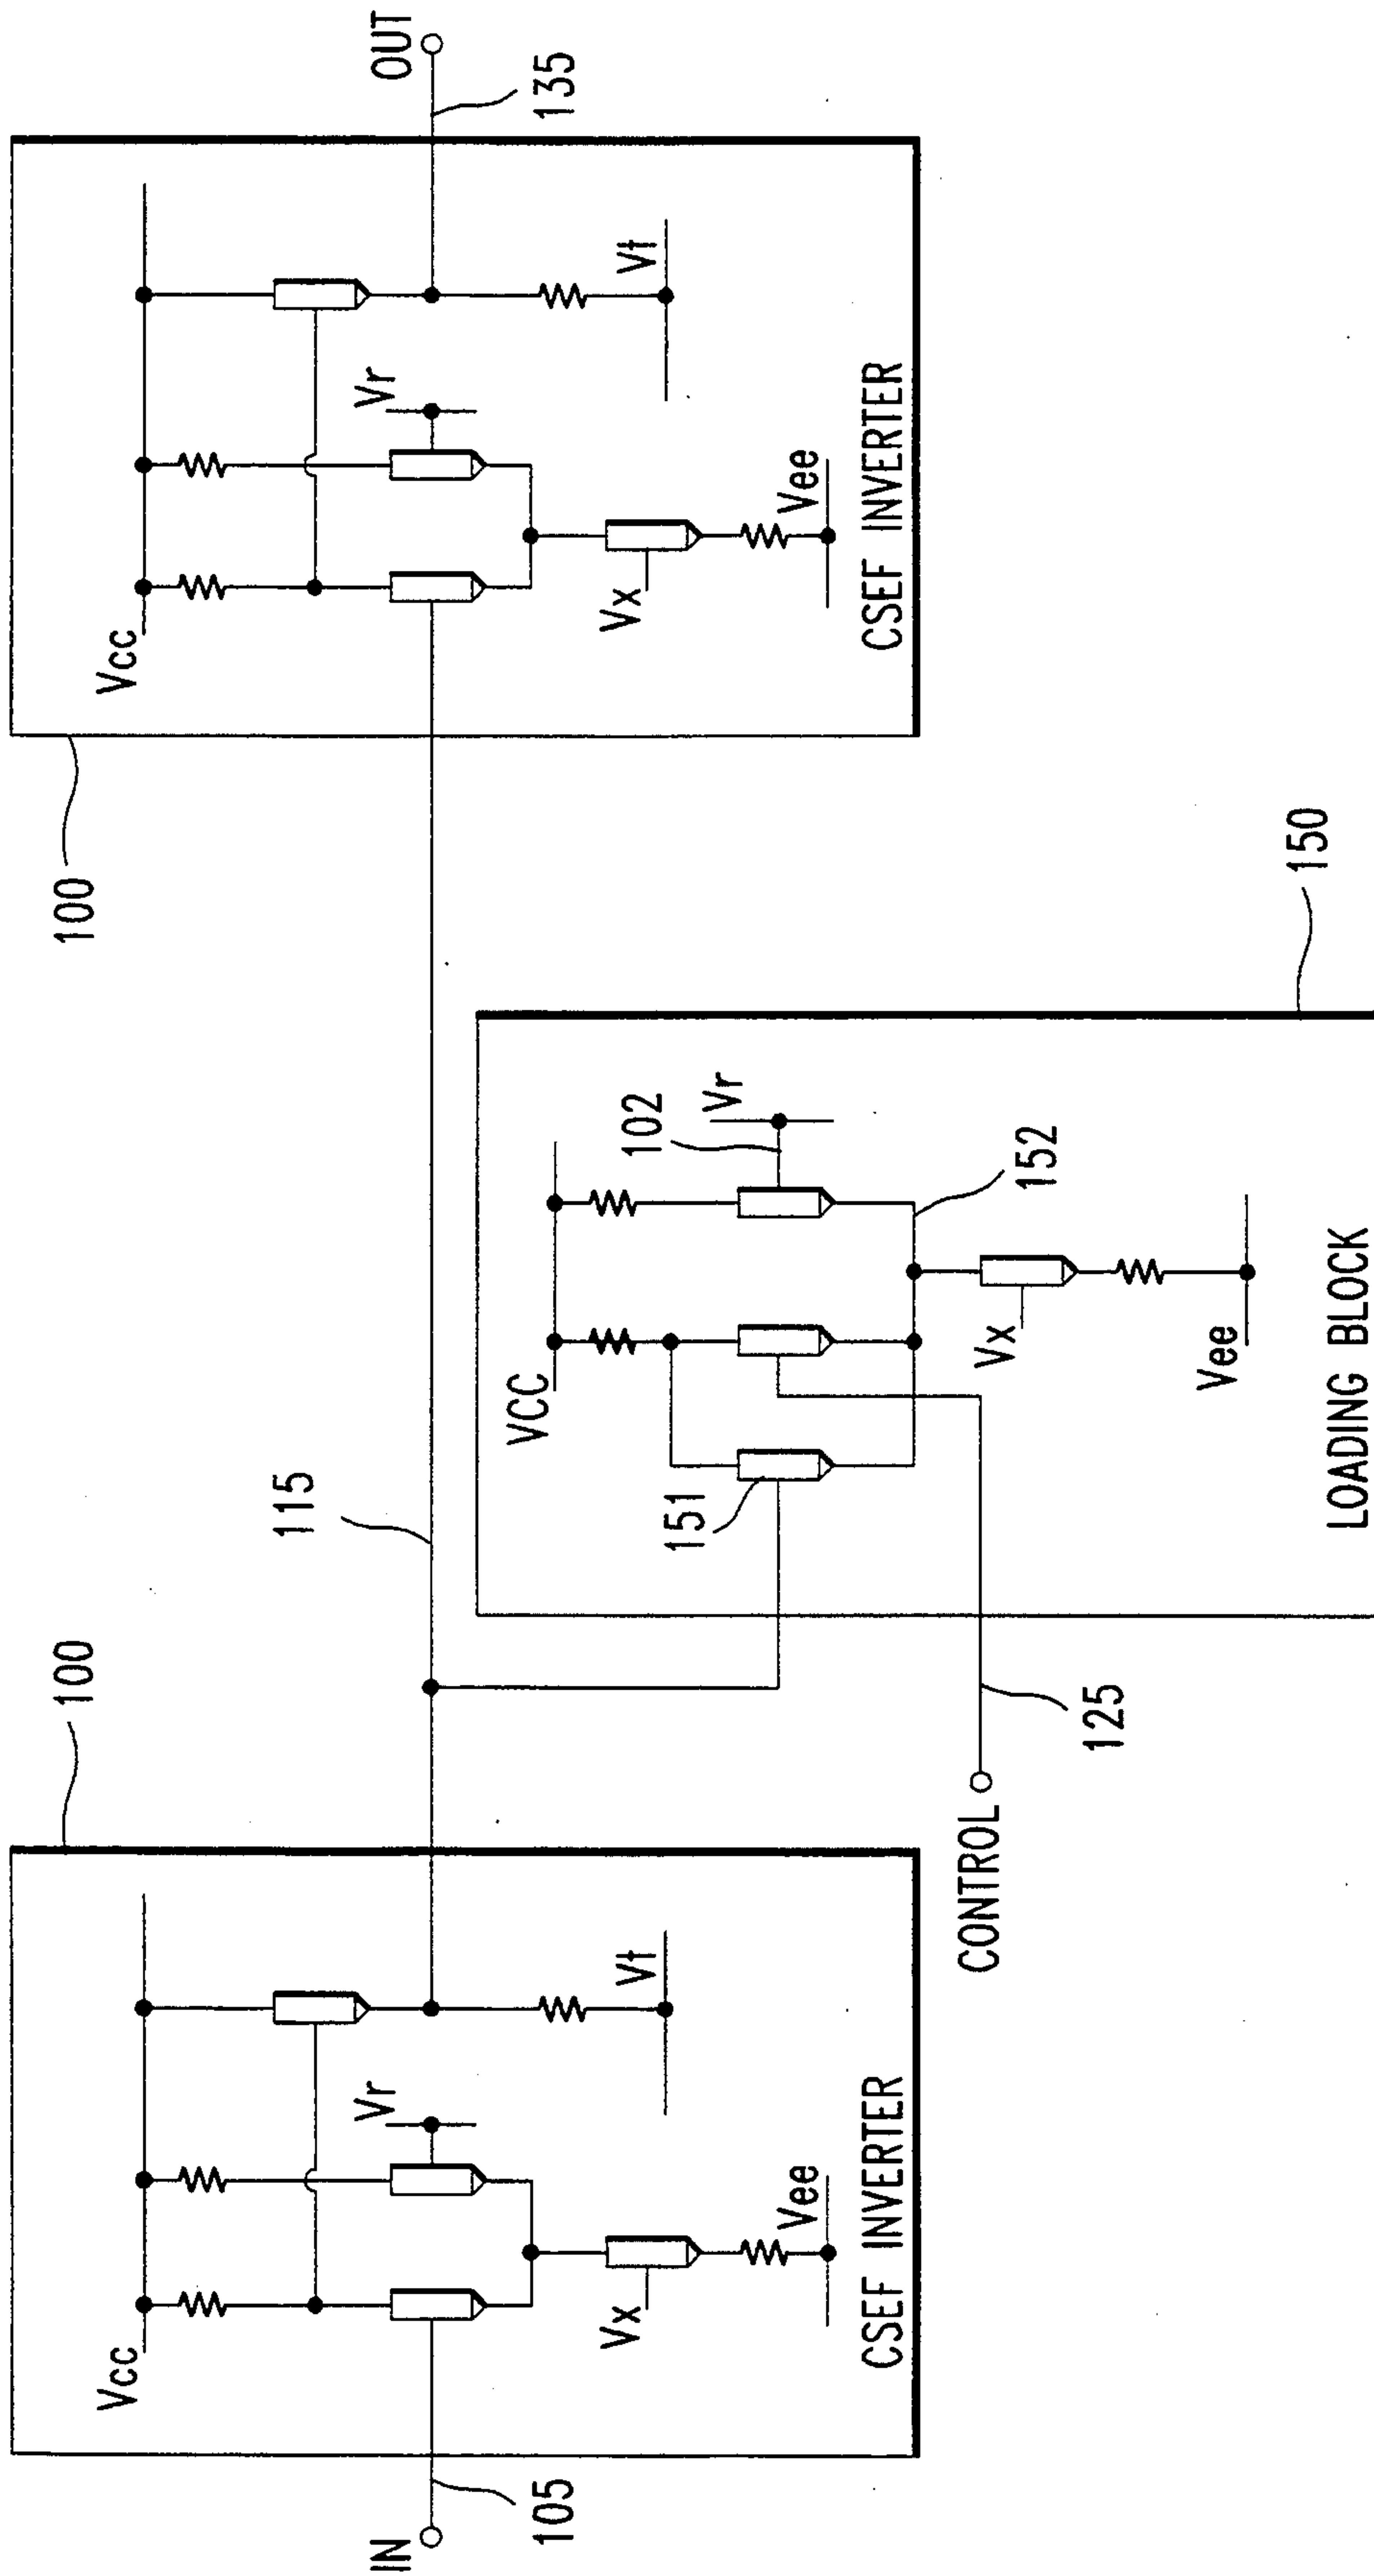 IN
105
Vcc
Vr
Vx
Vt
Vee
CSEF INVERTER
100
115
CONTROL
125
VCC
151
102
Vr
152
Vx
Vee
LOADING BLOCK
150
100
Vcc
Vr
Vx
Vt
Vee
CSEF INVERTER
OUT
135